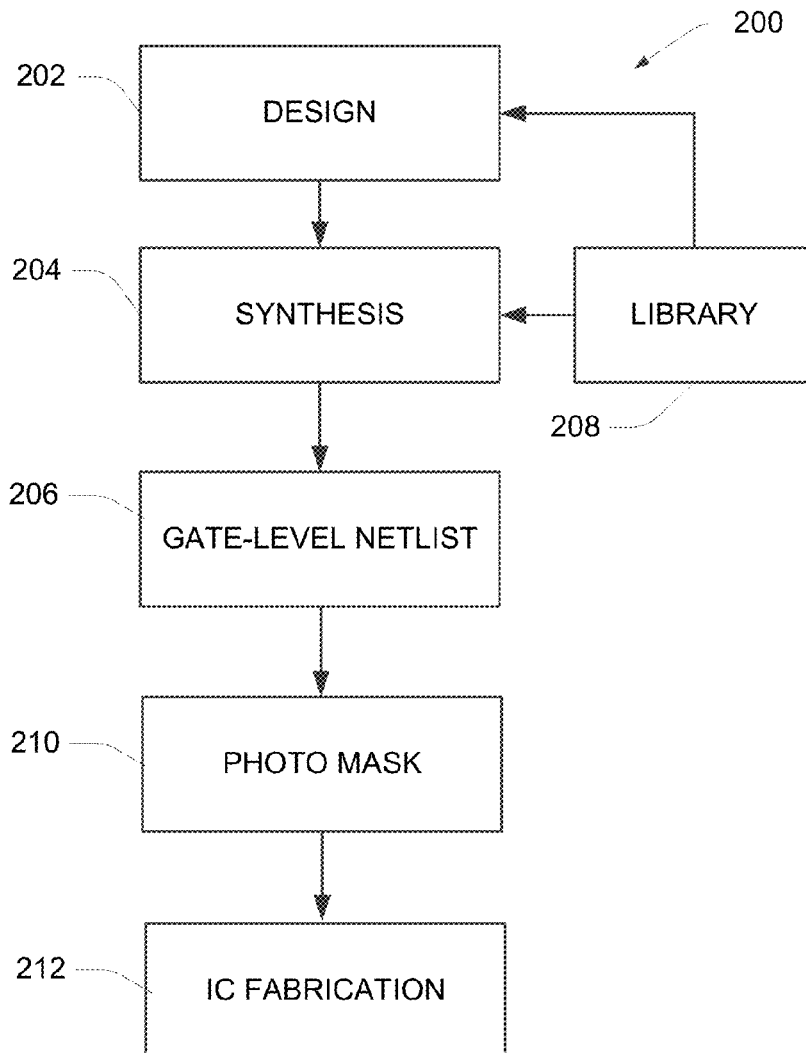 200
202
DESIGN
204
SYNTHESIS
LIBRARY
208
206
GATE-LEVEL NETLIST
210
PHOTO MASK
212
IC FABRICATION